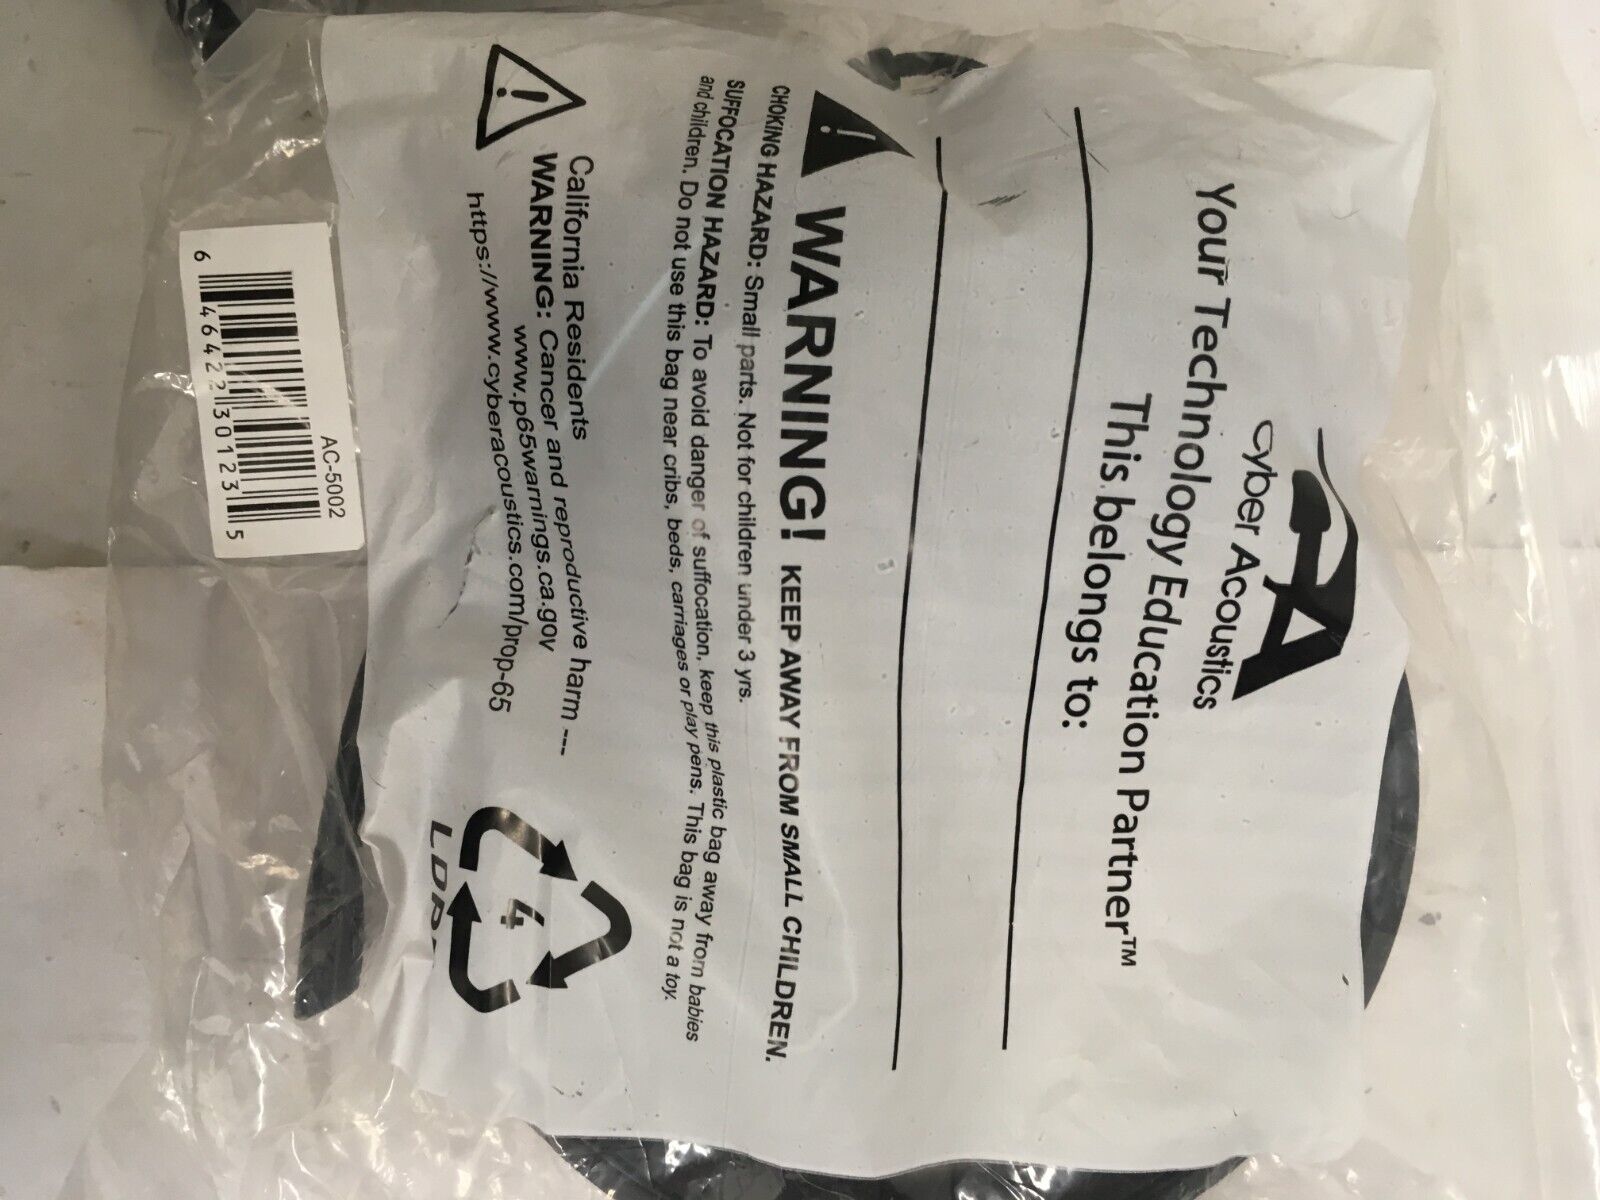 Cyber Acoustics
Your Technology Education Partner™
This belongs to:
WARNING! KEEP AWAY FROM SMALL CHILDREN.
CHOKING HAZARD: Small parts. Not for children under 3 yrs.
SUFFOCATION HAZARD: To avoid danger of suffocation, keep this plastic bag away from babies
and children. Do not use this bag near cribs, beds, carriages or play pens. This bag is not a toy.
California Residents
WARNING: Cancer and reproductive harm ---
www.p65warnings.ca.gov
https://www.cyberacoustics.com/prop-65
4
AC-5002
6 46422 30123 5